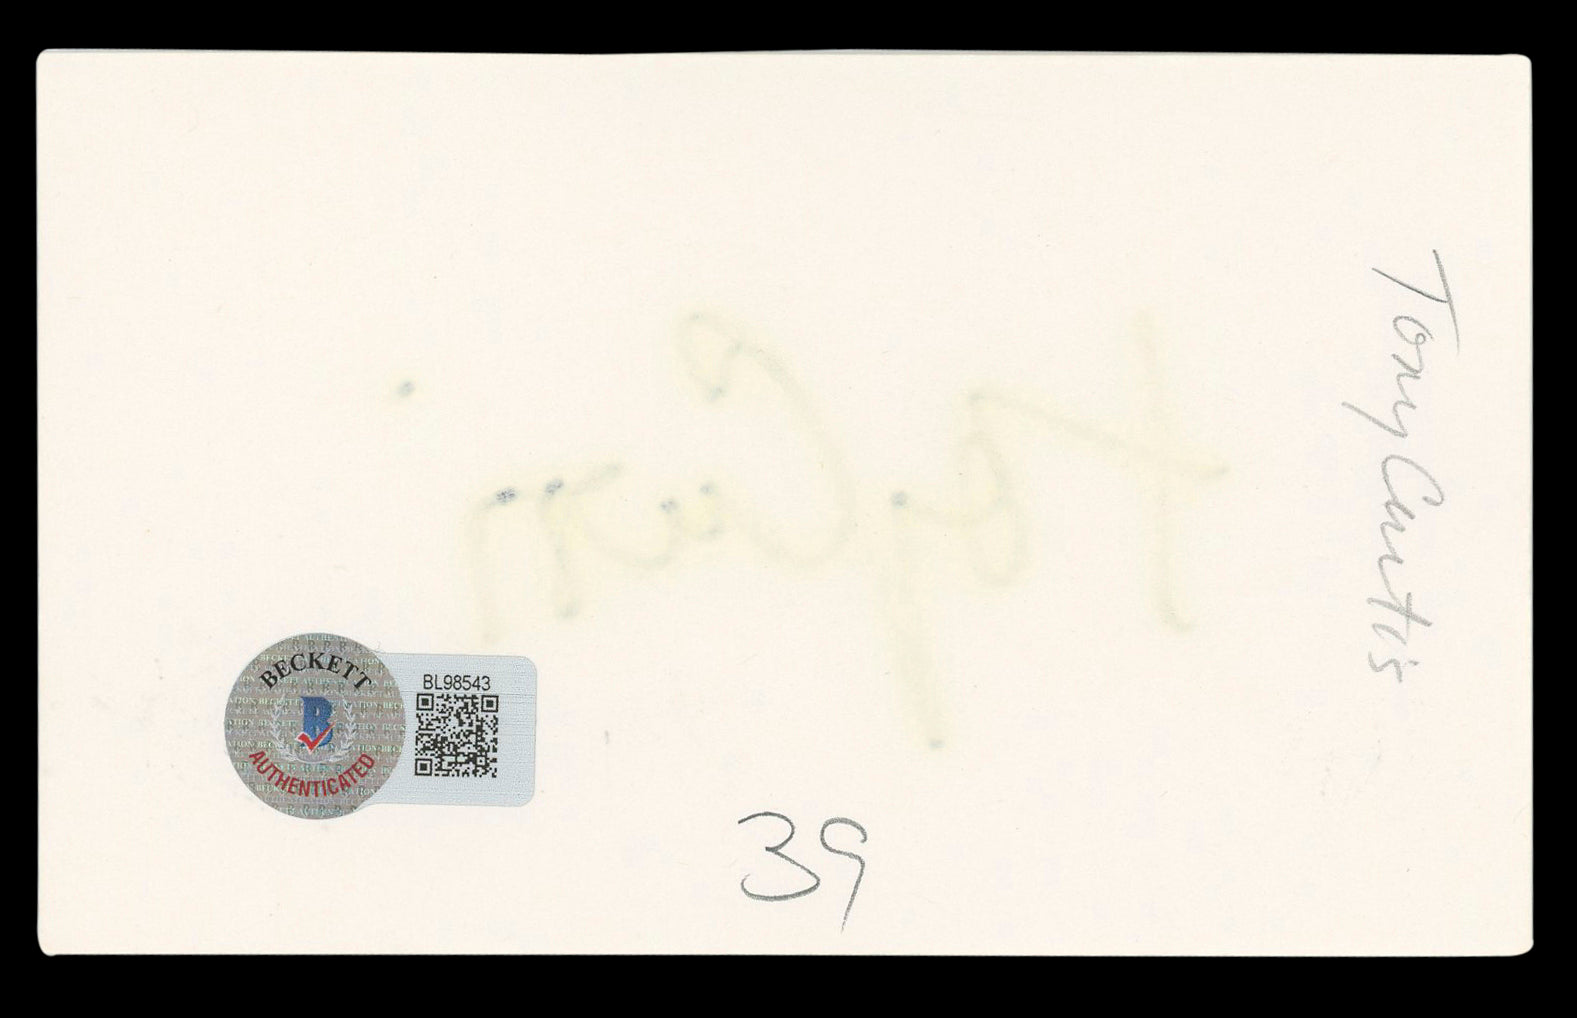 Tony Curtis
BECKETT
B
AUTHENTICATED
BL98543
39